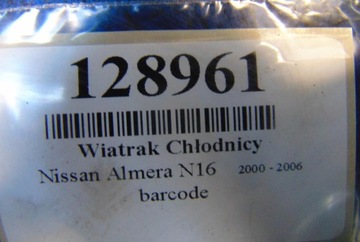 128961
Wiatrak Chłodnicy
Nissan Almera N16 2000 - 2006
barcode